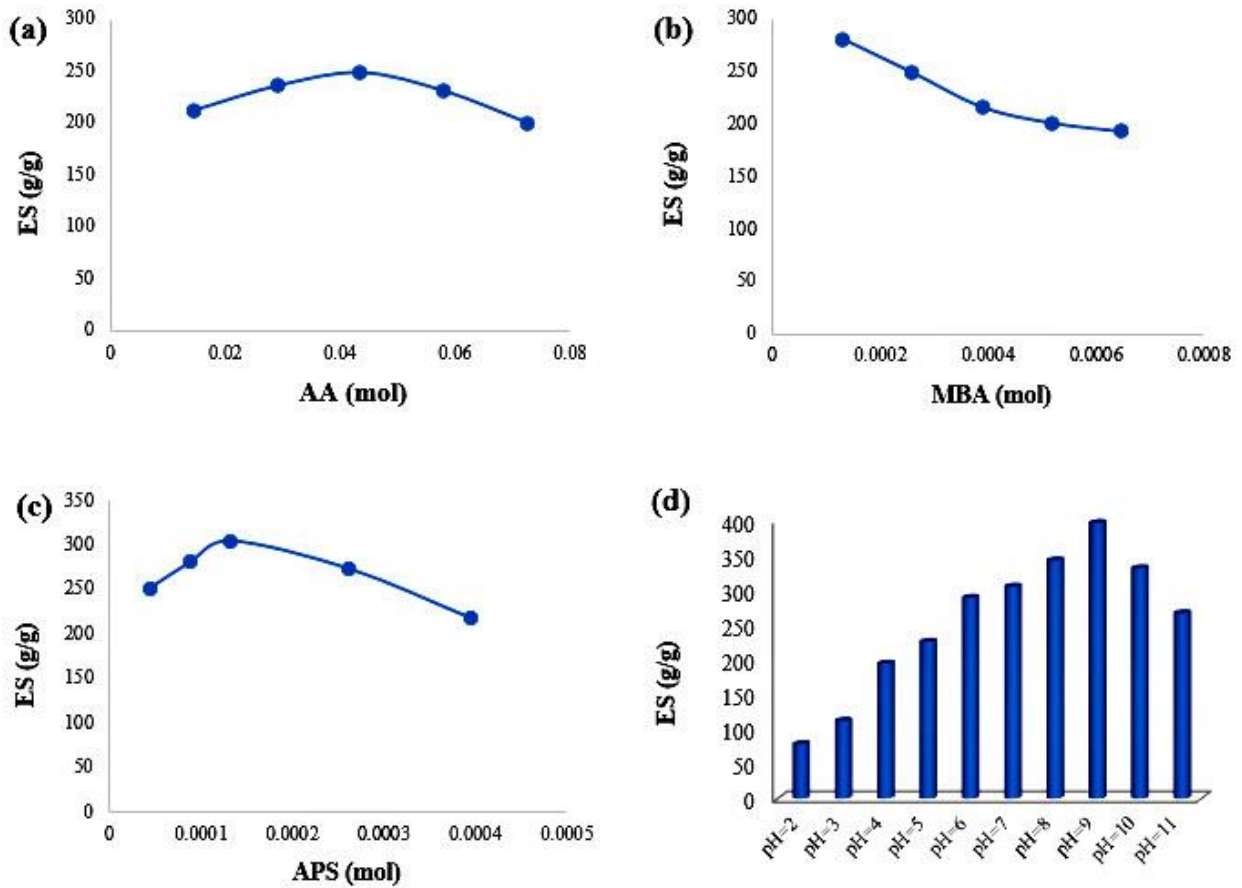 (a)
300
250
200
150
100
50
0
ES (g/g)
0 0.02 0.04 0.06 0.08
AA (mol)
(b)
300
250
200
150
100
50
0
ES (g/g)
0 0.0002 0.0004 0.0006 0.0008
MBA (mol)
(c)
350
300
250
200
150
100
50
0
ES (g/g)
0 0.0001 0.0002 0.0003 0.0004 0.0005
APS (mol)
(d)
400
350
300
250
200
150
100
50
0
ES (g/g)
pH=2 pH=3 pH=4 pH=5 pH=6 pH=7 pH=8 pH=9 pH=10 pH=11